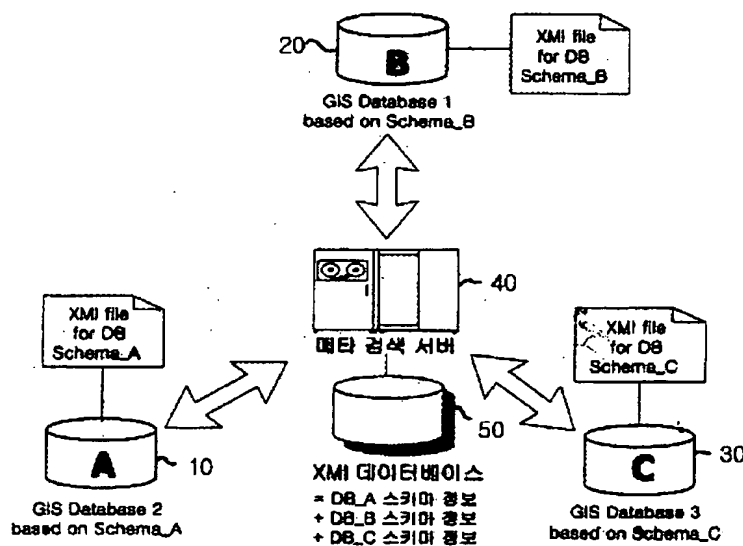 20
B
XMI file
for DB
Schema_B
GIS Database 1
based on Schema_B
40
메타 검색 서버
XMI file
for DB
Schema_A
A
10
GIS Database 2
based on Schema_A
50
XMI 데이터베이스
= DB_A 스키마 정보
+ DB_B 스키마 정보
+ DB_C 스키마 정보
XMI file
for DB
Schema_C
C
30
GIS Database 3
based on Schema_C